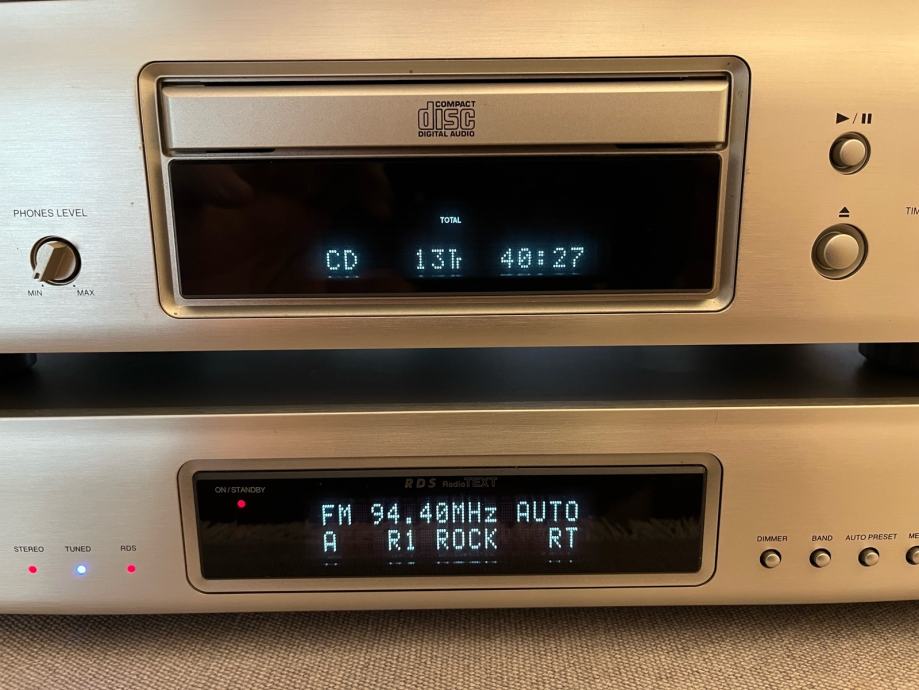 COMPACT
disc
DIGITAL AUDIO
PHONES LEVEL
MIN MAX
TOTAL
CD 13Tr 40:27
▶/⏸
⏏
RDS RadioTEXT
ON/STANDBY
FM 94.40MHz AUTO
A R1 ROCK RT
STEREO TUNED RDS
DIMMER BAND AUTO PRESET